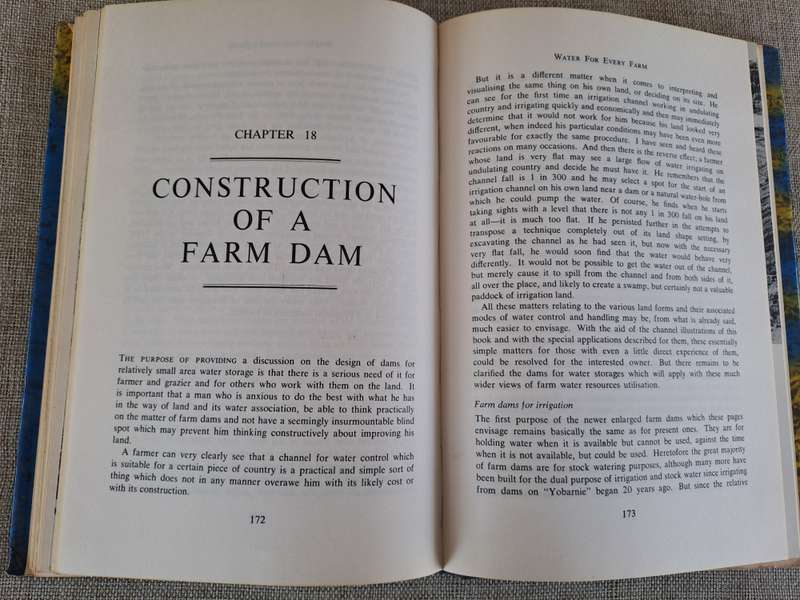 CHAPTER 18
CONSTRUCTION
OF A
FARM DAM
THE PURPOSE OF PROVIDING a discussion on the design of dams for
relatively small area water storage is that there is a serious need of it for
farmer and grazier and for others who work with them on the land. It
is important that a man who is anxious to do the best with what he has
in the way of land and its water association, be able to think practically
on the matter of farm dams and not have a seemingly insurmountable blind
spot which may prevent him thinking constructively about improving his
land.
A farmer can very clearly see that a channel for water control which
is suitable for a certain piece of country is a practical and simple sort of
thing which does not in any manner overawe him with its likely cost or
with its construction.
172
WATER FOR EVERY FARM
But it is a different matter when it comes to interpreting and
visualising the same thing on his own land, or deciding on its size. He
can see for the first time an irrigation channel working in undulating
country and irrigating quickly and economically and then may immediately
determine that it would not work for him because his land looked very
different, when indeed his particular conditions may have been even more
favourable for exactly the same procedure. I have seen and heard these
reactions on many occasions. And then there is the reverse effect, a farmer
whose land is very flat may see a large flow of water irrigating on
undulating country and decide he must have it. He remembers that the
channel fall is 1 in 300 and he may select a spot for the start of an
irrigation channel on his own land near a dam or a natural water-hole from
which he could pump the water. Of course, he finds when he starts
taking sights with a level that there is not any 1 in 300 fall on his land
at all—it is much too flat. If he persisted further in the attempts to
transpose a technique completely out of its land shape setting, by
excavating the channel as he had seen it, but now with the necessary
very flat fall, he would soon find that the water would behave very
differently. It would not be possible to get the water out of the channel,
but merely cause it to spill from the channel and from both sides of it,
all over the place, and likely to create a swamp, but certainly not a valuable
paddock of irrigation land.
All these matters relating to the various land forms and their associated
modes of water control and handling may be, from what is already said,
much easier to envisage. With the aid of the channel illustrations of this
book and with the special applications described for them, these essentially
simple matters for those with even a little direct experience of them,
could be resolved for the interested owner. But there remains to be
clarified the dams for water storages which will apply with these much
wider views of farm water resources utilisation.
Farm dams for irrigation
The first purpose of the newer enlarged farm dams which these pages
envisage remains basically the same as for present ones. They are for
holding water when it is available but cannot be used, against the time
when it is not available, but could be used. Heretofore the great majority
of farm dams are for stock watering purposes, although many more have
been built for the dual purpose of irrigation and stock water since irrigating
from dams on "Yobarnie" began 20 years ago. But since the relative
173